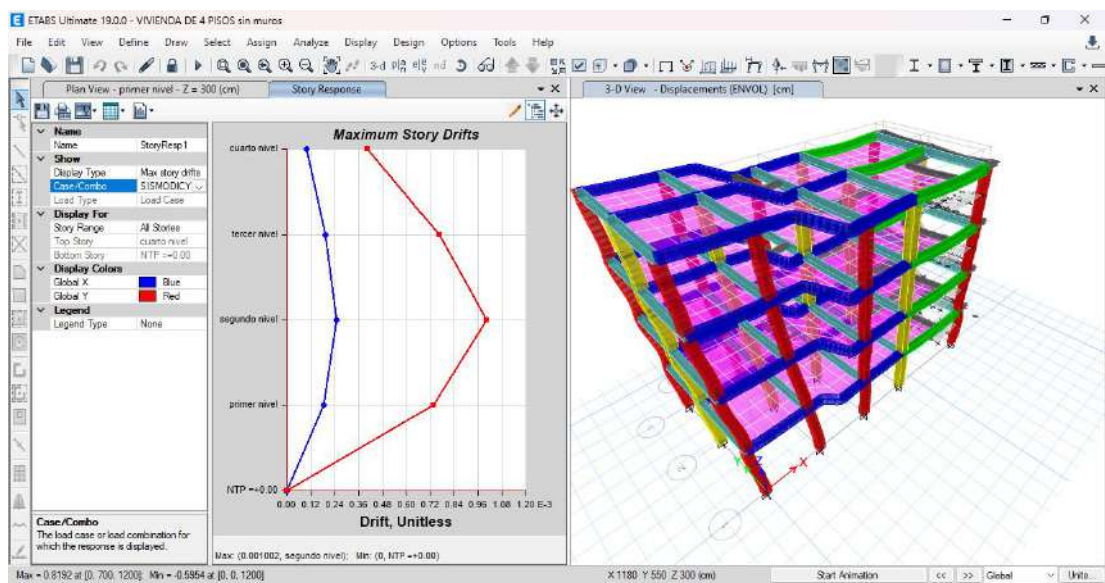 ETABS Ultimate 19.0.0 - VIVIENDA DE 4 PISOS sin muros
File Edit View Define Draw Select Assign Analyze Display Design Options Tools Help
3-d
Plan View - primer nivel - Z = 300 (cm)
Story Response
3-D View - Displacements (ENVOL) [cm]
Name
Name StoryResp1
Show
Display Type Max story drifts
Case/Combo SISMODICY
Load Type Load Case
Display For
Story Range All Stories
Top Story cuarto nivel
Bottom Story NTP =+0.00
Display Colors
Global X Blue
Global Y Red
Legend
Legend Type None
Maximum Story Drifts
cuarto nivel
tercer nivel
segundo nivel
primer nivel
NTP =+0.00
0.00 0.12 0.24 0.36 0.48 0.60 0.72 0.84 0.96 1.08 1.20 E-3
Drift, Unitless
Case/Combo
The load case or load combination for
which the response is displayed.
Max: (0.001002, segundo nivel); Min: (0, NTP =+0.00)
Y Z X
Max = 0.8192 at [0, 700, 1200]; Min = -0.5954 at [0, 0, 1200]
X 1180 Y 550 Z 300 (cm)
Start Animation
<< >>
Global
Units...